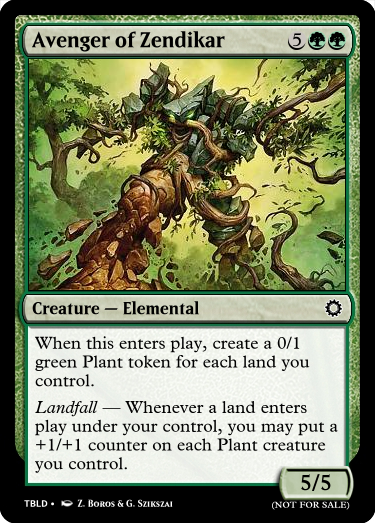 Avenger of Zendikar 5
Creature — Elemental
When this enters play, create a 0/1
green Plant token for each land you
control.
Landfall — Whenever a land enters
play under your control, you may put a
+1/+1 counter on each Plant creature
you control.
5/5
TBLD • Z. Boros & G. Szikszai
(NOT FOR SALE)